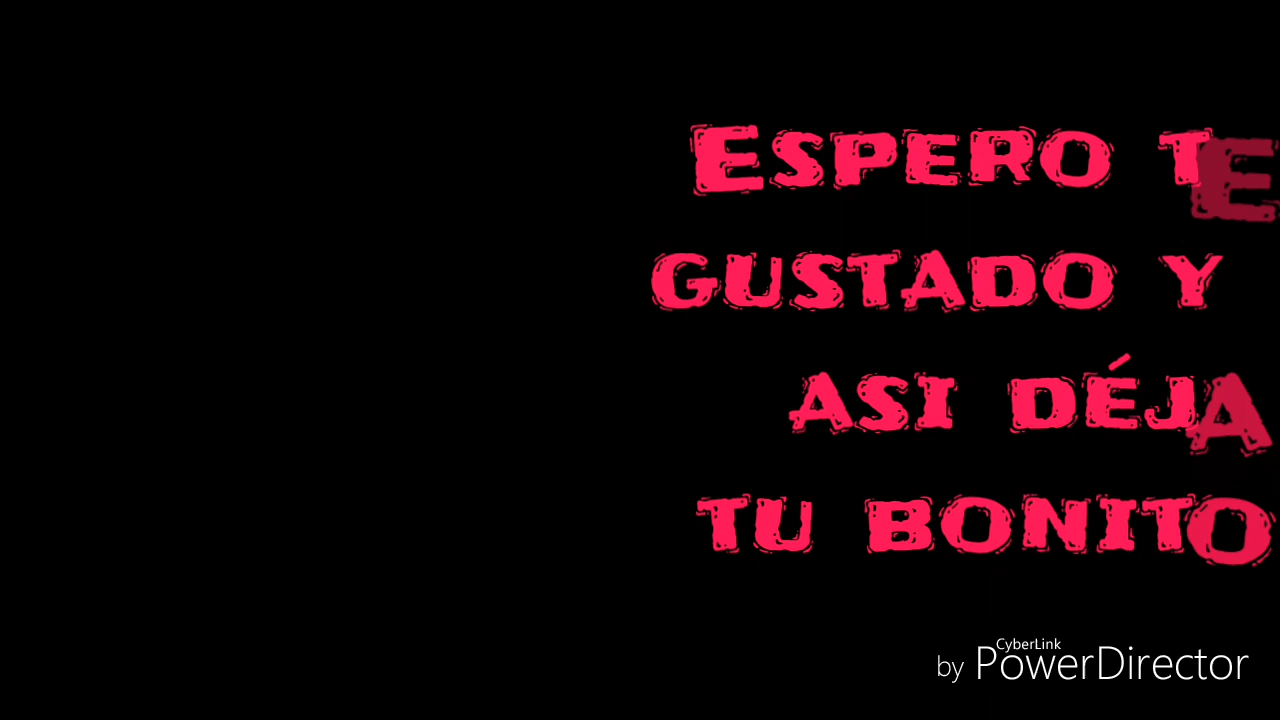 Espero te
gustado y
asi déja
tu bonito
CyberLink
by PowerDirector